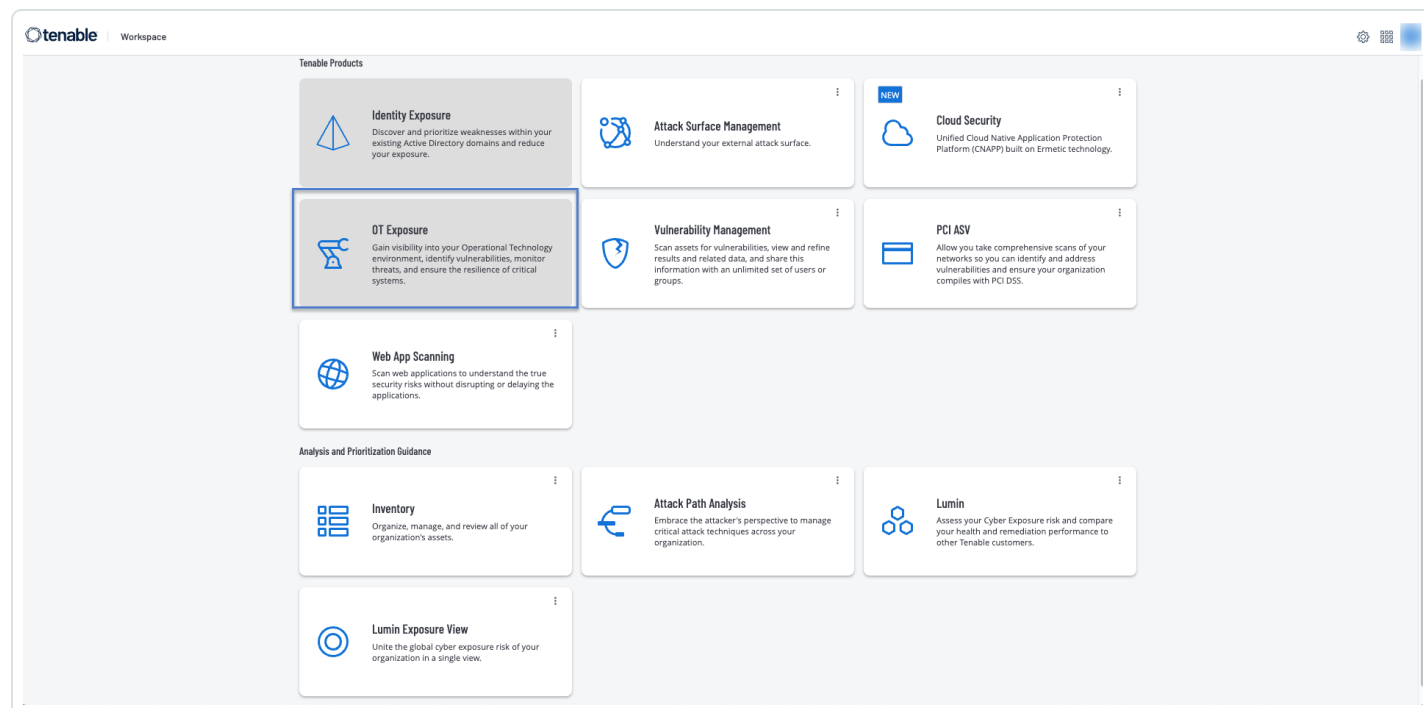 tenable
Workspace
Tenable Products
Identity Exposure
Discover and prioritize weaknesses within your
existing Active Directory domains and reduce
your exposure.
Attack Surface Management
Understand your external attack surface.
NEW
Cloud Security
Unified Cloud Native Application Protection
Platform (CNAPP) built on Ermetic technology.
OT Exposure
Gain visibility into your Operational Technology
environment, identify vulnerabilities, monitor
threats, and ensure the resilience of critical
systems.
Vulnerability Management
Scan assets for vulnerabilities, view and refine
results and related data, and share this
information with an unlimited set of users or
groups.
PCI ASV
Allow you take comprehensive scans of your
networks so you can identify and address
vulnerabilities and ensure your organization
compiles with PCI DSS.
Web App Scanning
Scan web applications to understand the true
security risks without disrupting or delaying the
applications.
Analysis and Prioritization Guidance
Inventory
Organize, manage, and review all of your
organization's assets.
Attack Path Analysis
Embrace the attacker's perspective to manage
critical attack techniques across your
organization.
Lumin
Assess your Cyber Exposure risk and compare
your health and remediation performance to
other Tenable customers.
Lumin Exposure View
Unite the global cyber exposure risk of your
organization in a single view.